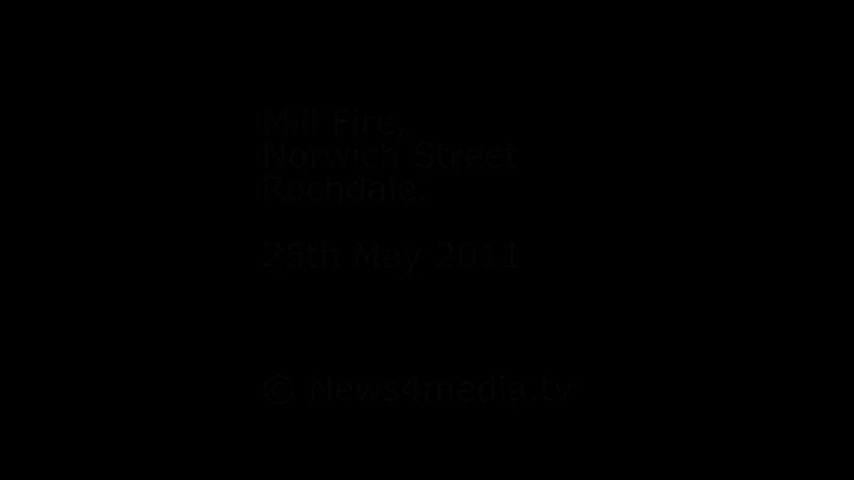 Mill Fire,
Norwich Street
Rochdale.
25th May 2011
© News4media.tv